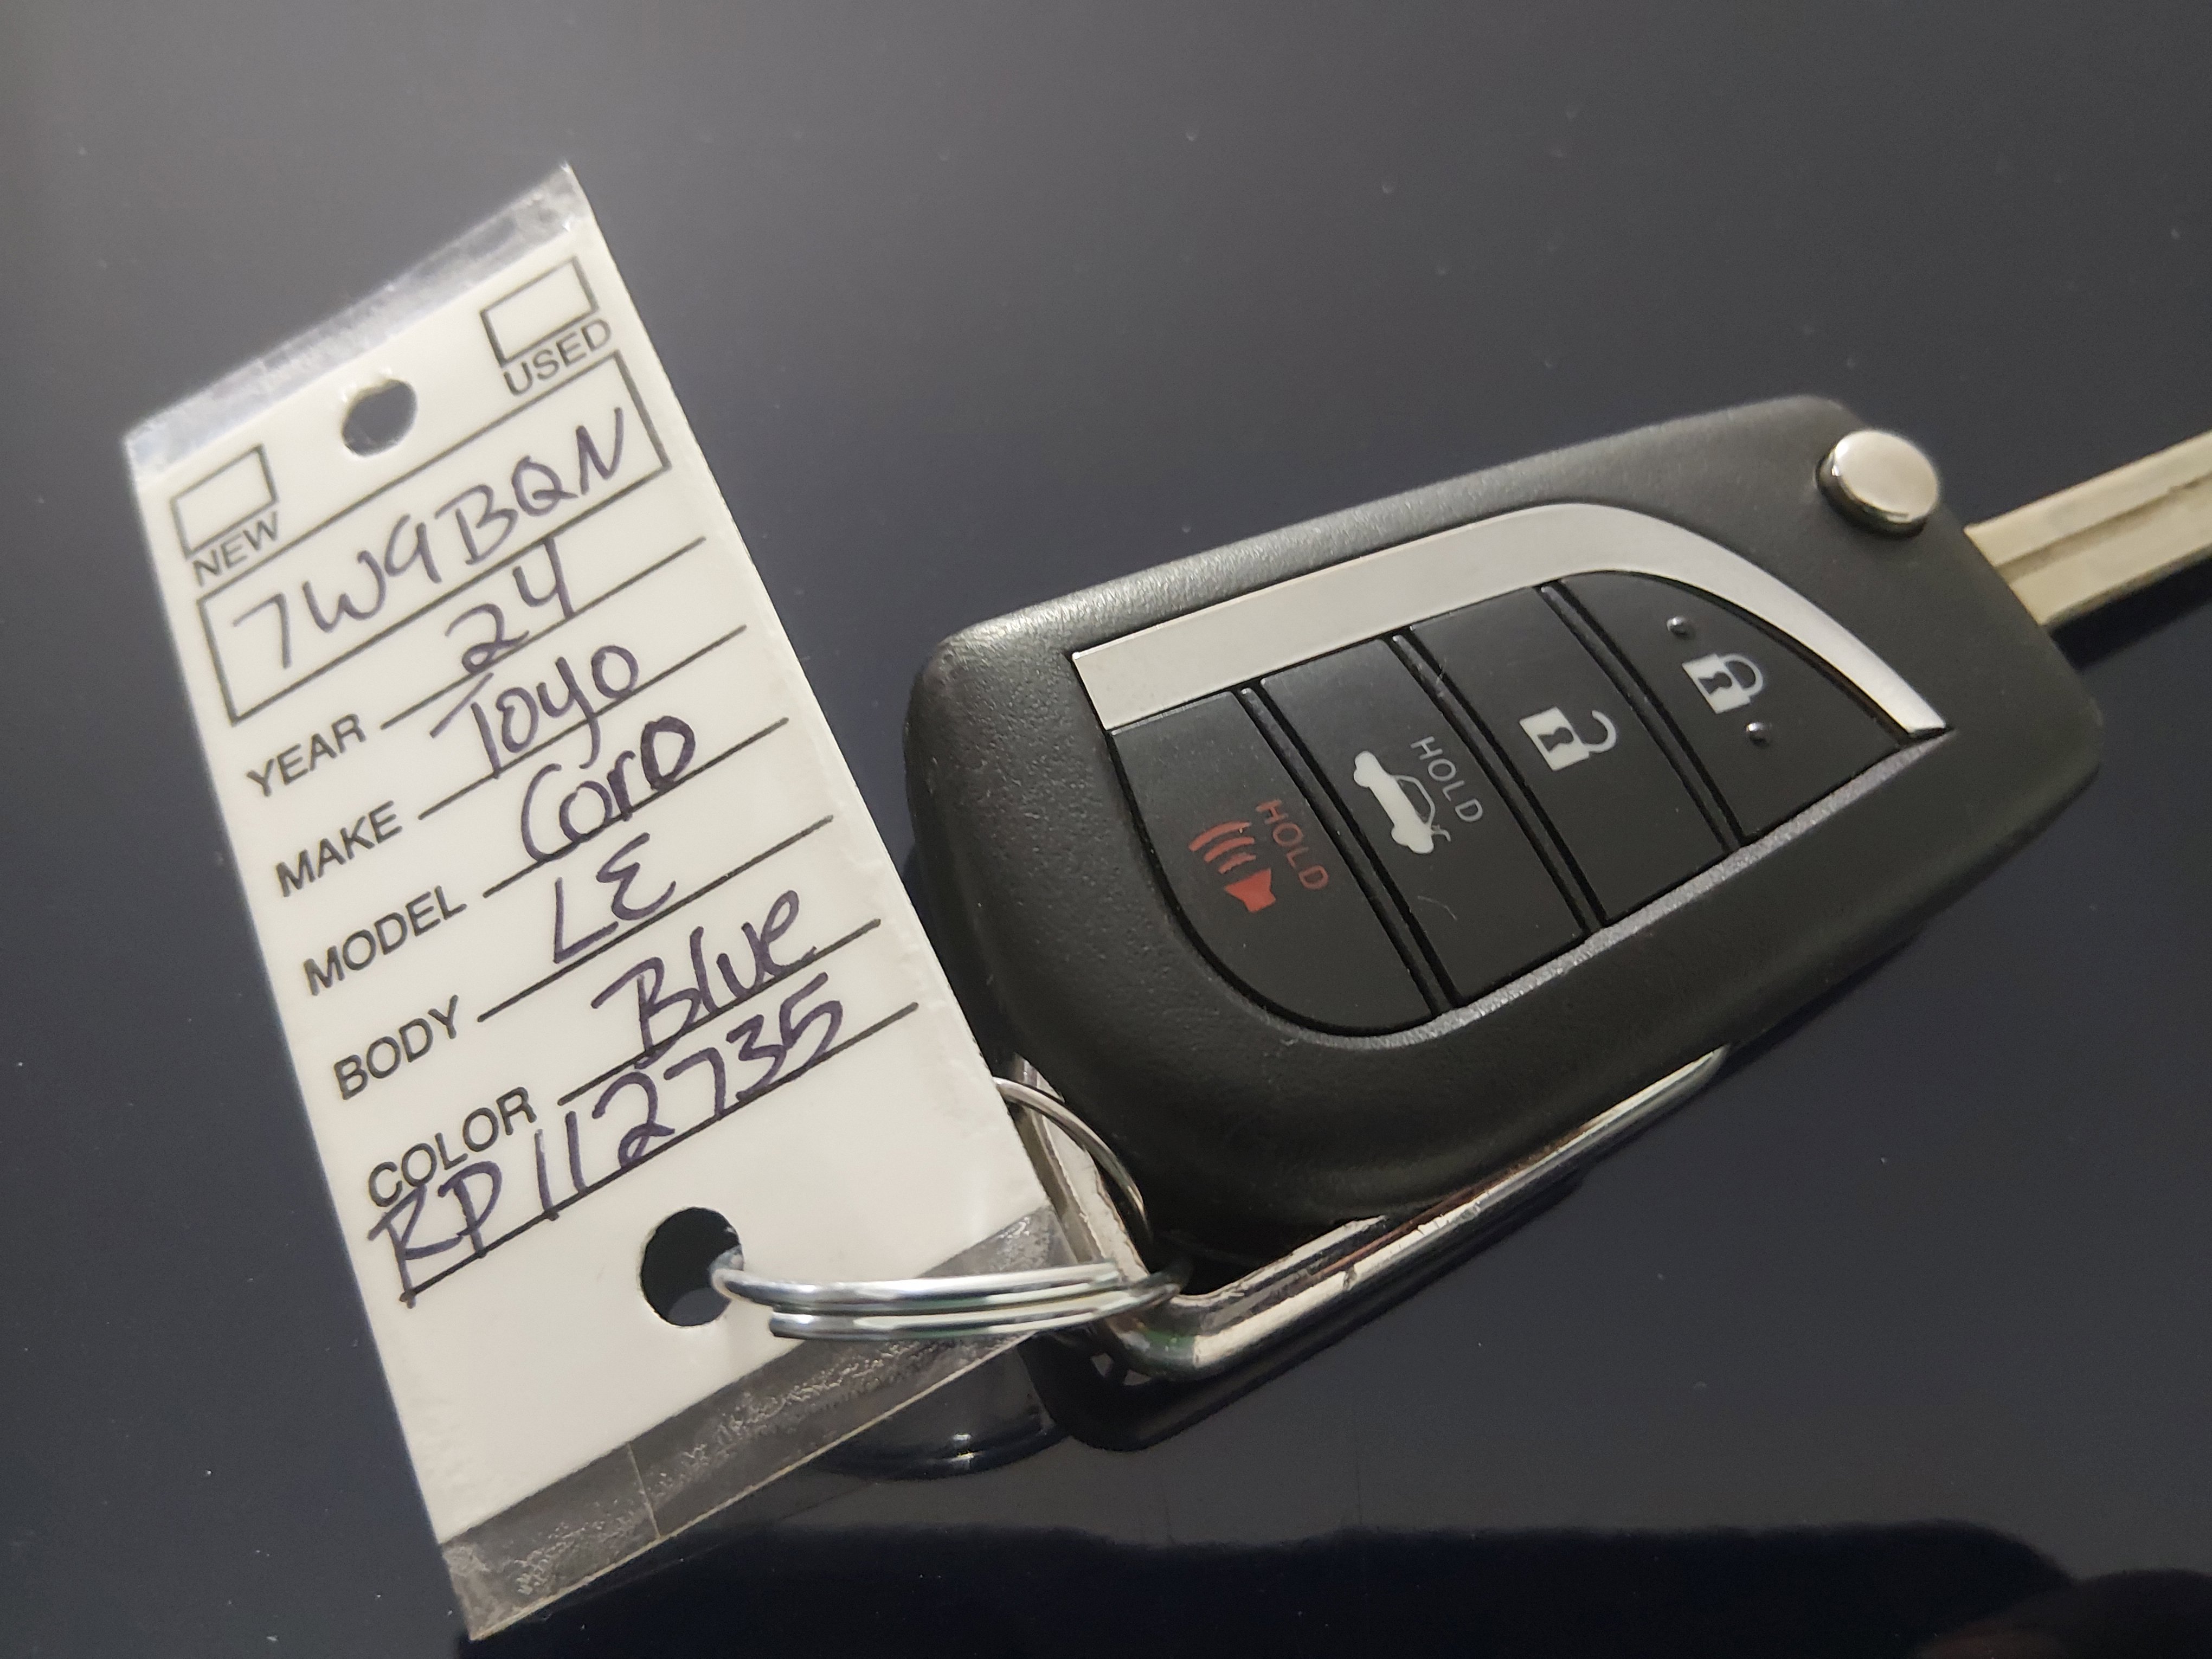 NEW USED
7W9BQN
YEAR 24
MAKE Toyo
MODEL Coro
BODY LE
COLOR Blue
RP112735
HOLD
HOLD